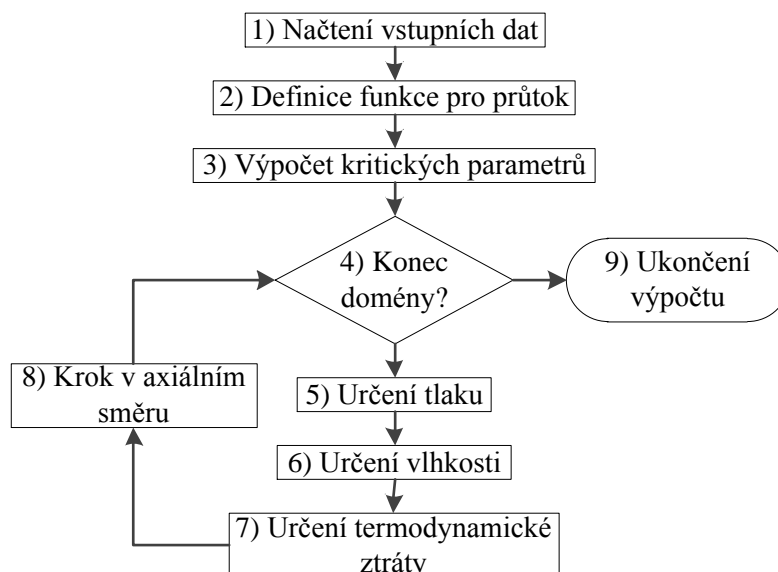 1) Načtení vstupních dat
2) Definice funkce pro průtok
3) Výpočet kritických parametrů
4) Konec
domény?
9) Ukončení
výpočtu
5) Určení tlaku
8) Krok v axiálním
směru
6) Určení vlhkosti
7) Určení termodynamické
ztráty